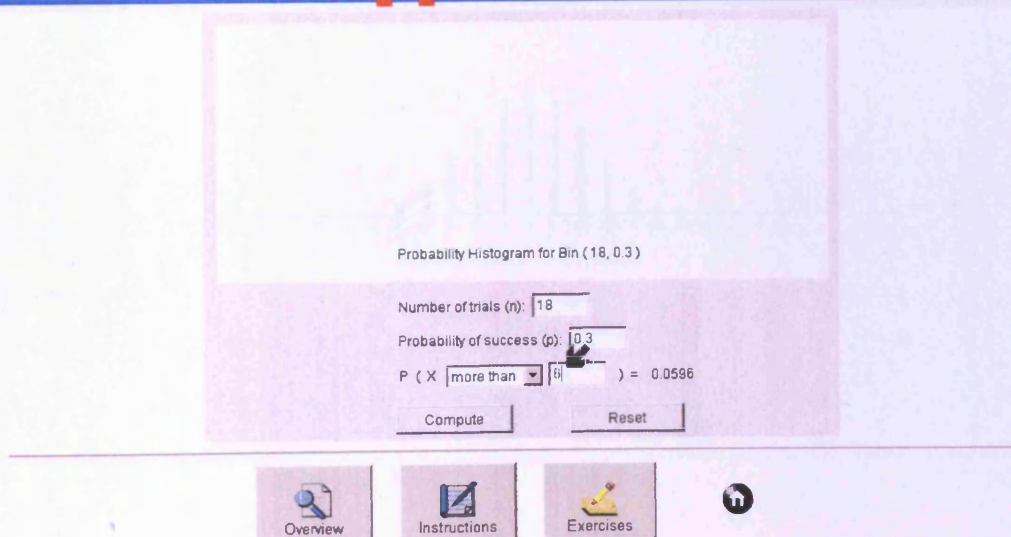 Probability Histogram for Bin ( 18, 0.3 )
Number of trials (n): 18
Probability of success (p): 0.3
P ( X more than 6 ) = 0.0596
Compute Reset
Overview Instructions Exercises